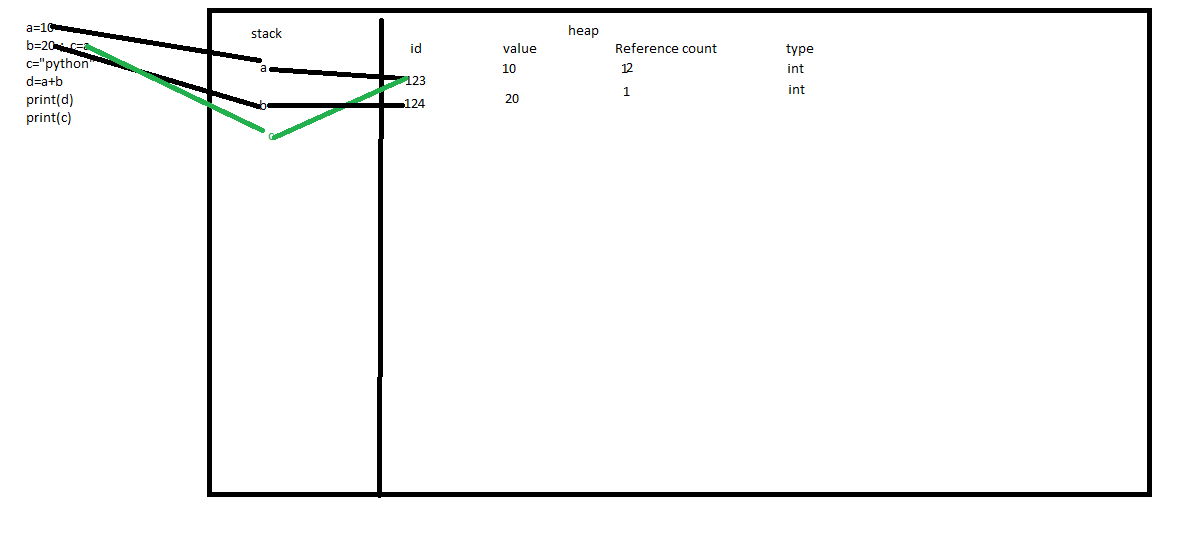 a=10
b=20 ; c=a
c="python"
d=a+b
print(d)
print(c)
stack
heap
id value Reference count type
a 123 10 12 int
b 124 20 1 int
c